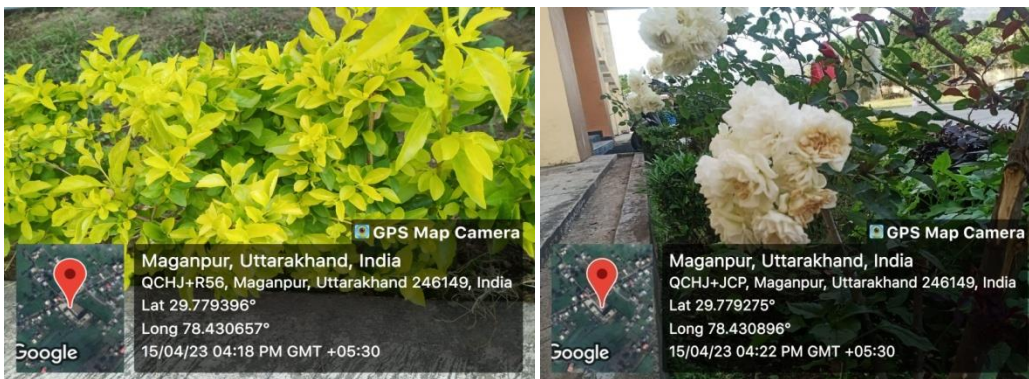 GPS Map Camera
Maganpur, Uttarakhand, India
QCHJ+R56, Maganpur, Uttarakhand 246149, India
Lat 29.779396°
Long 78.430657°
15/04/23 04:18 PM GMT +05:30
Google
GPS Map Camera
Maganpur, Uttarakhand, India
QCHJ+JCP, Maganpur, Uttarakhand 246149, India
Lat 29.779275°
Long 78.430896°
15/04/23 04:22 PM GMT +05:30
Google